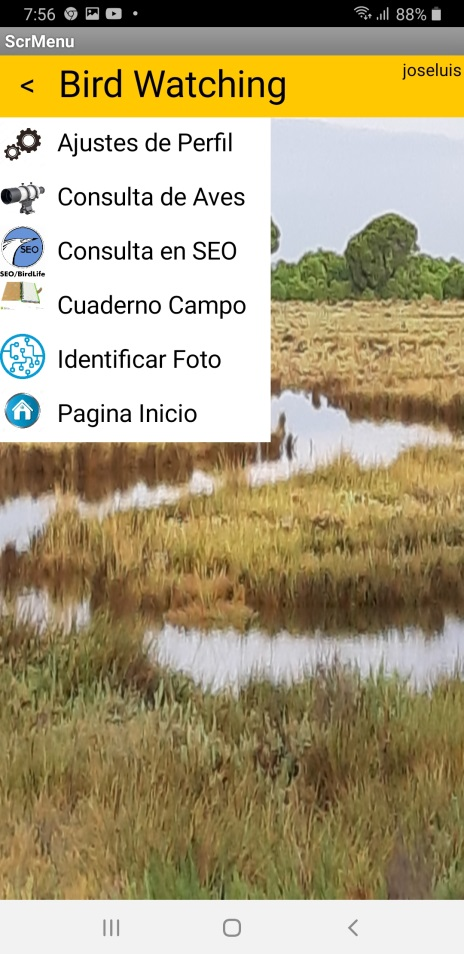 7:56
88%
ScrMenu
< Bird Watching
joseluis
Ajustes de Perfil
Consulta de Aves
SEO
SEO/BirdLife
Consulta en SEO
Cuaderno Campo
Identificar Foto
Pagina Inicio